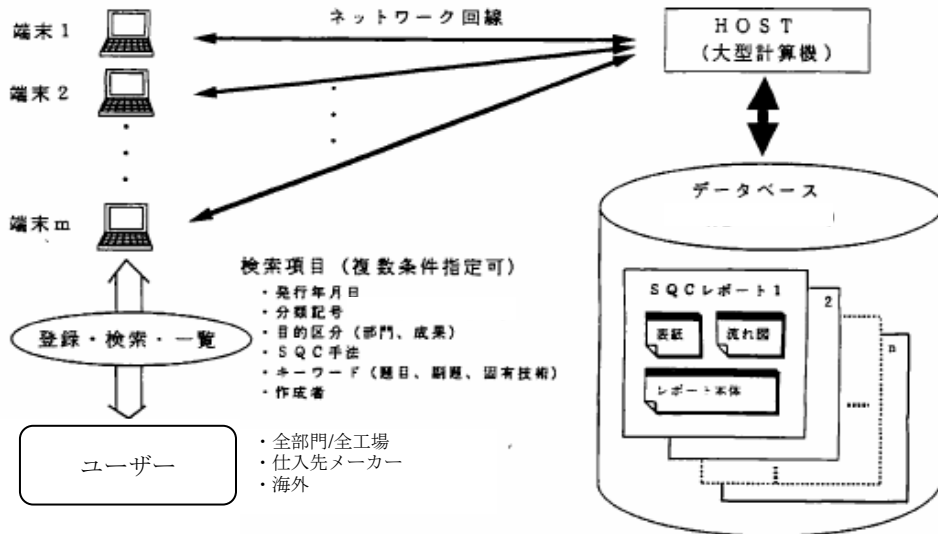 端末1
ネットワーク回線
HOST
(大型計算機)
端末2
端末m
データベース
検索項目(複数条件指定可)
・発行年月日
・分類記号
・目的区分(部門、成果)
・SQC手法
・キーワード(題目、副題、固有技術)
・作成者
登録・検索・一覧
SQCレポート1
2
n
表紙
流れ図
レポート本体
ユーザー
・全部門/全工場
・仕入先メーカー
・海外